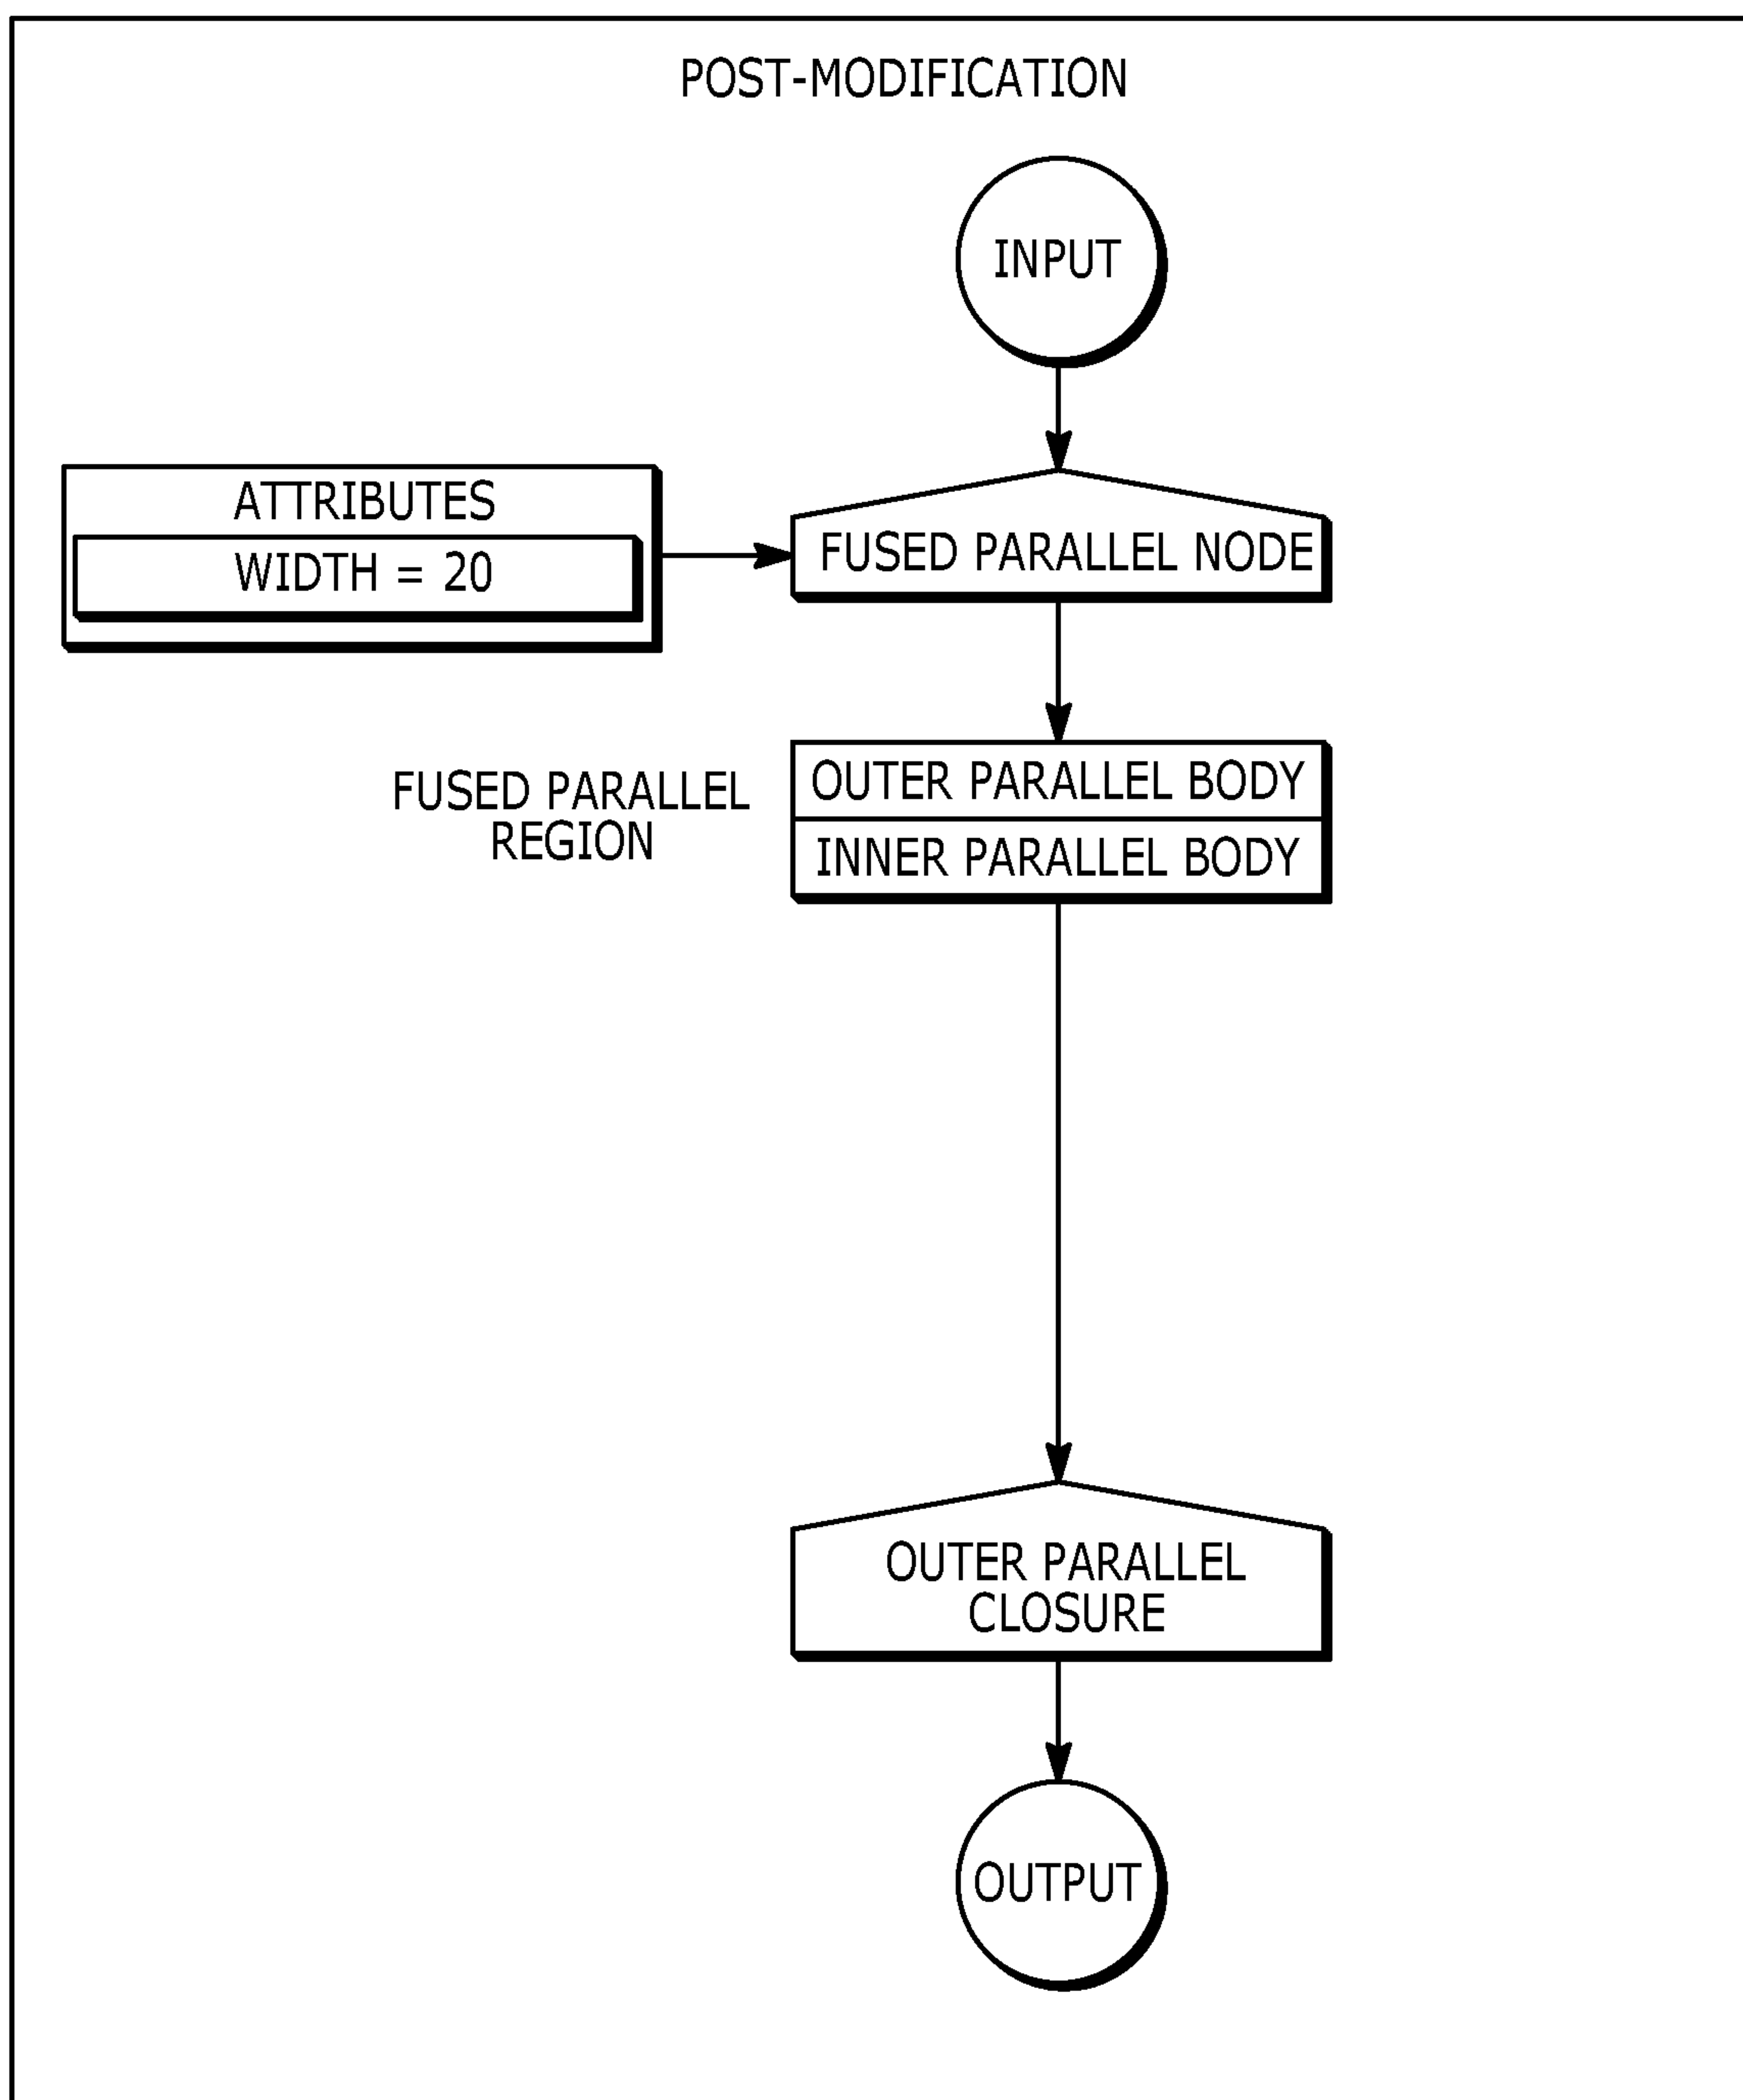 POST-MODIFICATION
INPUT
ATTRIBUTES
WIDTH = 20
FUSED PARALLEL NODE
FUSED PARALLEL
REGION
OUTER PARALLEL BODY
INNER PARALLEL BODY
OUTER PARALLEL
CLOSURE
OUTPUT